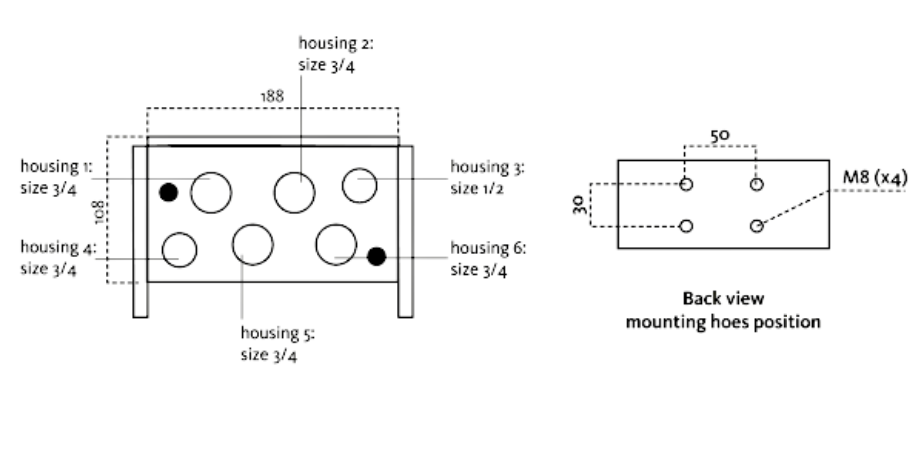 housing 2:
size 3/4
188
housing 1:
size 3/4
housing 3:
size 1/2
108
housing 4:
size 3/4
housing 6:
size 3/4
housing 5:
size 3/4
50
30
M8 (x4)
Back view
mounting hoes position